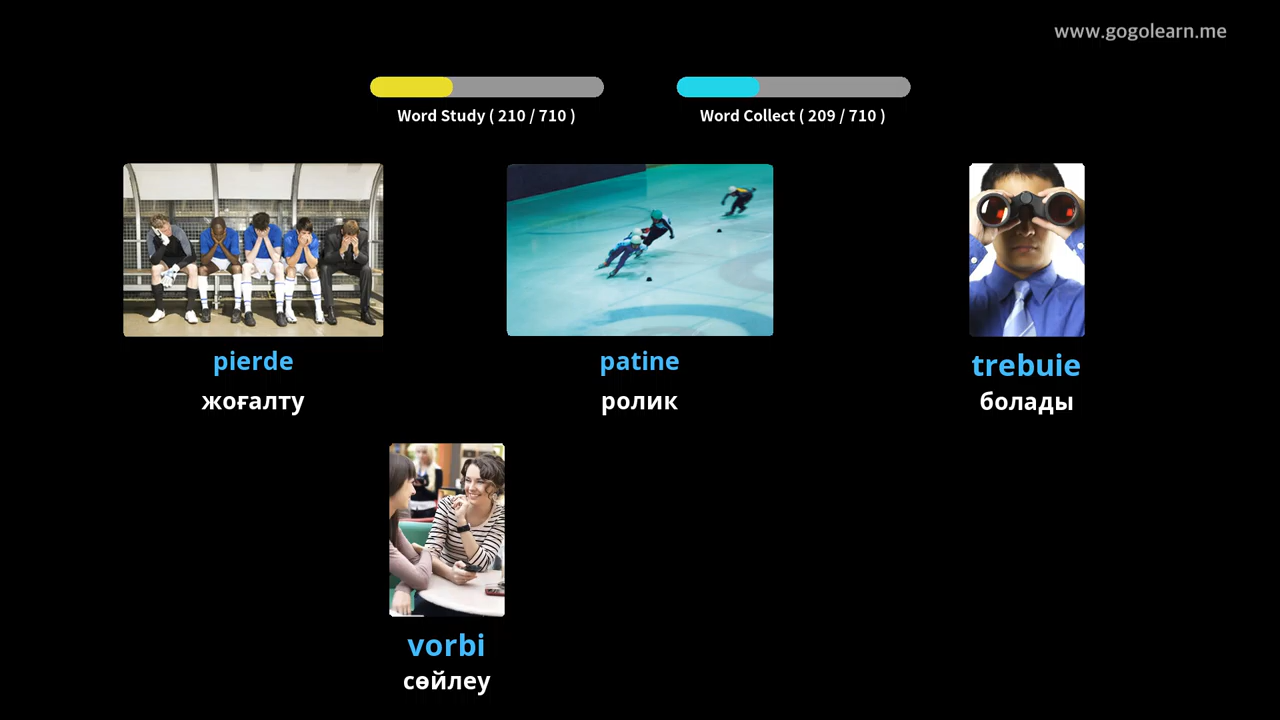 www.gogolearn.me
Word Study ( 210 / 710 )
Word Collect ( 209 / 710 )
pierde
жоғалту
patine
ролик
trebuie
болады
vorbi
сөйлеу